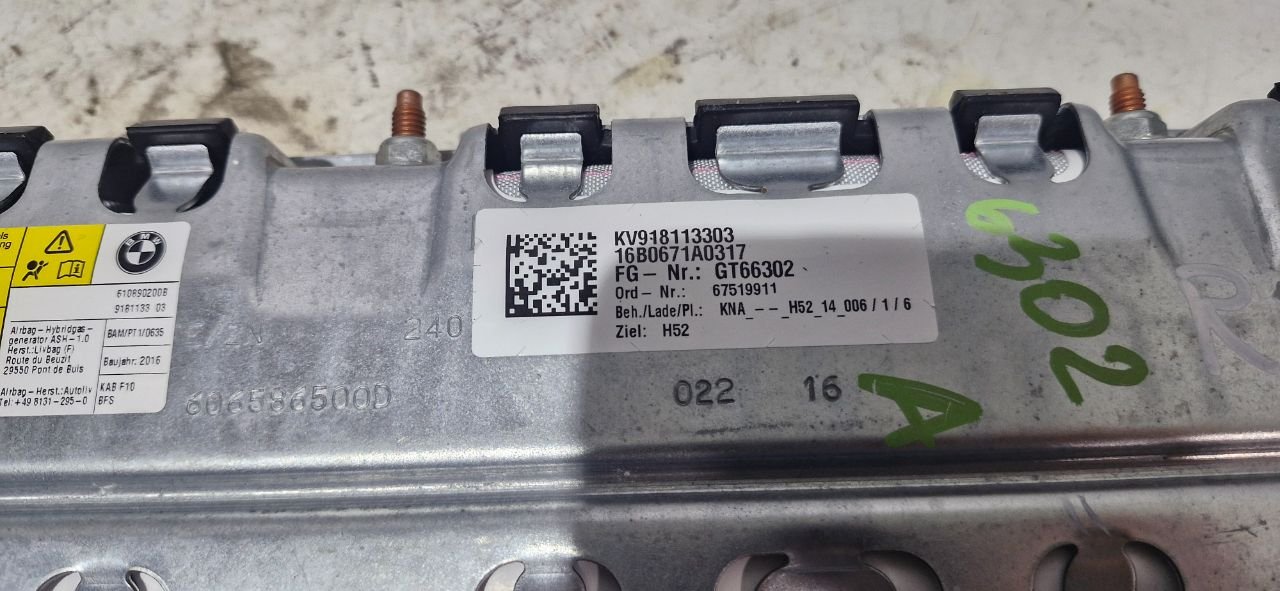 BMW
610890200B
9181133 03
Airbag-Hybridgas-
generator ASH-1.0
Herst.:Livbag (F)
Route du Beuzit
29550 Pont de Buis
BAM/PT1/0635
Baujahr: 2016
Airbag-Herst.:Autoliv
Tel:+49 8131-295-0
KAB F10
BFS
240
606586500D
KV918113303
16B0671A0317
FG- Nr.: GT66302
Ord- Nr.: 67519911
Beh./Lade/Pl.: KNA_--_H52_14_006/1/6
Ziel: H52
022 16
6302
A
R